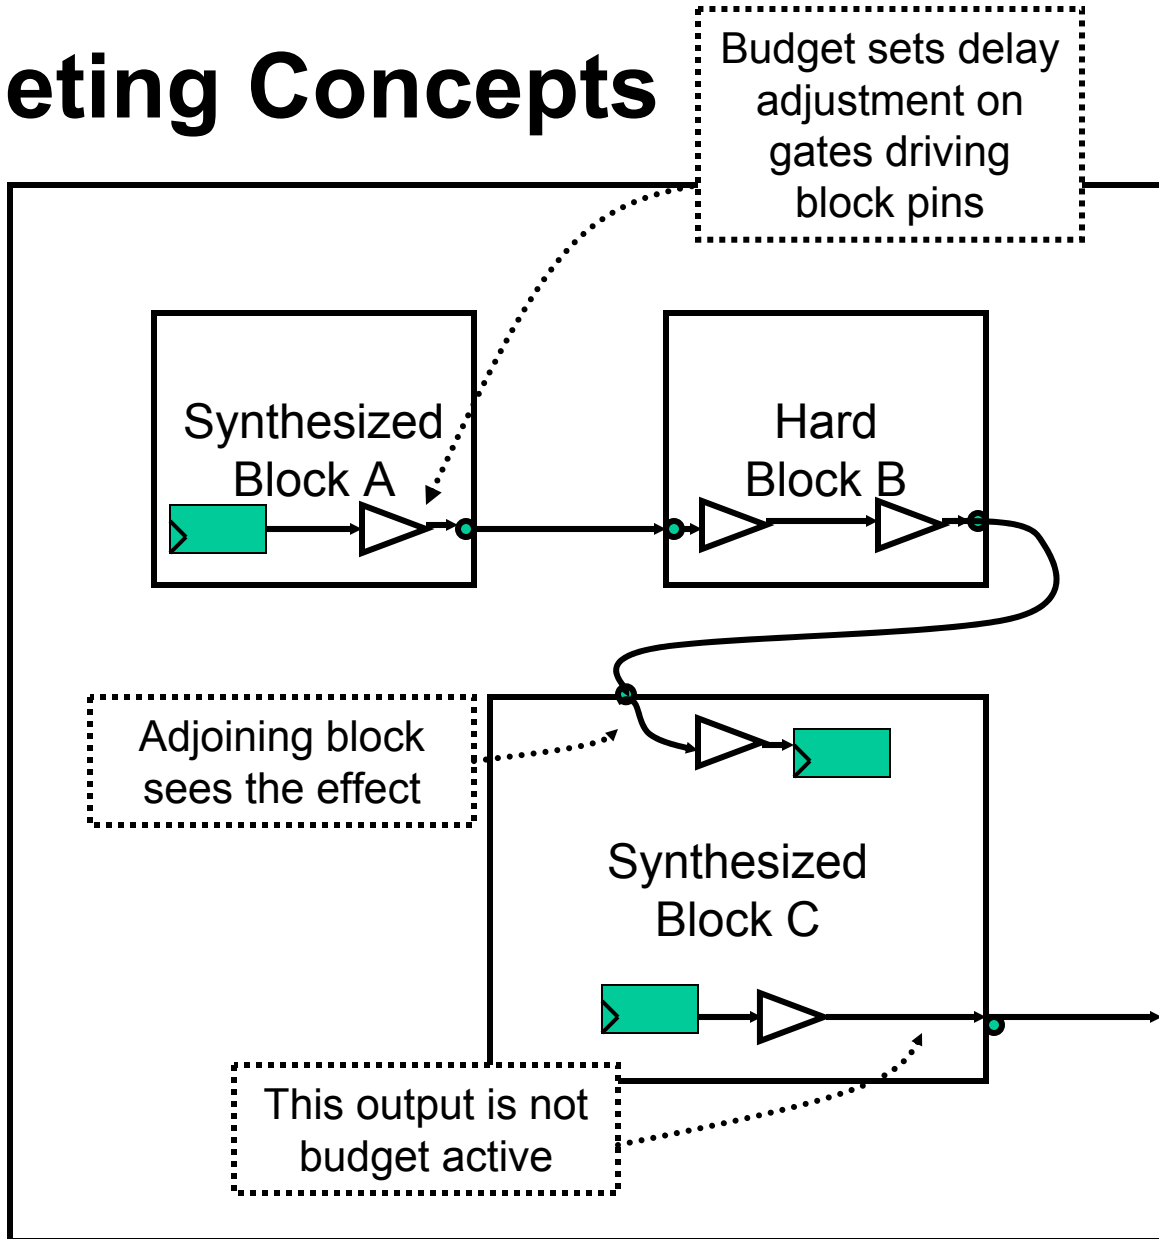 eting Concepts
Budget sets delay
adjustment on
gates driving
block pins
Synthesized
Block A
Hard
Block B
Adjoining block
sees the effect
Synthesized
Block C
This output is not
budget active